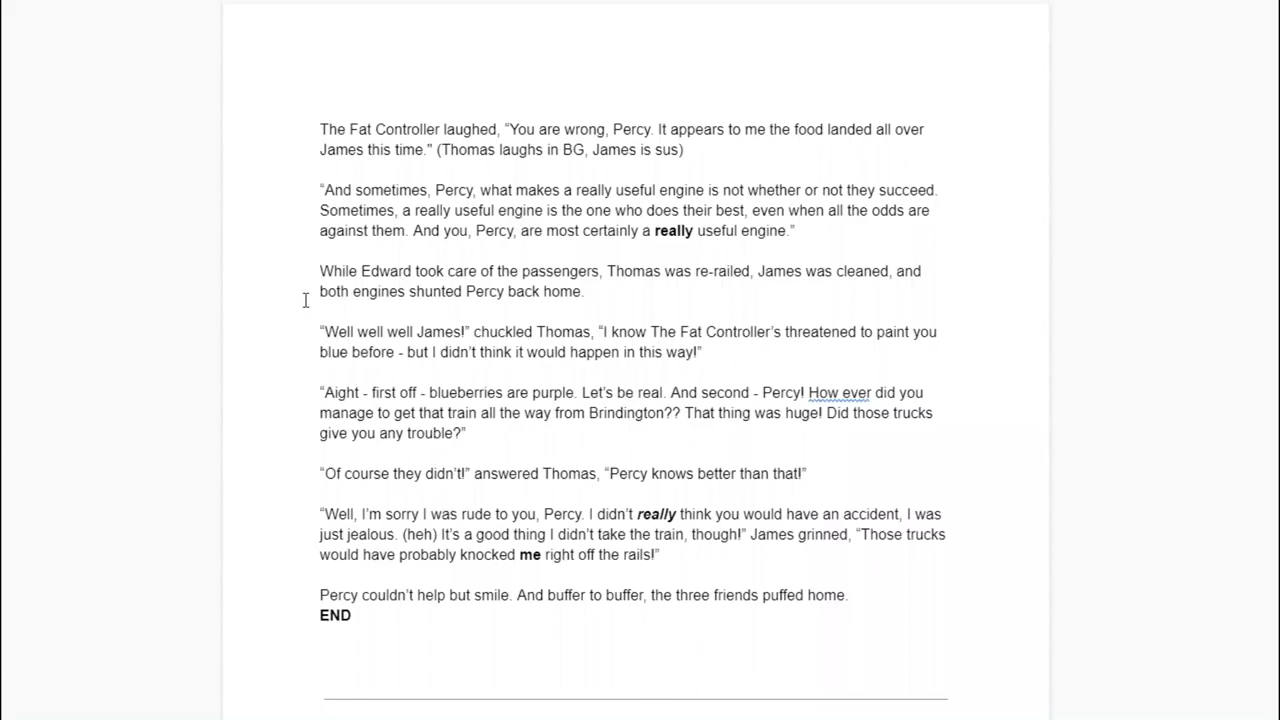 The Fat Controller laughed, “You are wrong, Percy. It appears to me the food landed all over
James this time." (Thomas laughs in BG, James is sus)
“And sometimes, Percy, what makes a really useful engine is not whether or not they succeed.
Sometimes, a really useful engine is the one who does their best, even when all the odds are
against them. And you, Percy, are most certainly a really useful engine.”
While Edward took care of the passengers, Thomas was re-railed, James was cleaned, and
both engines shunted Percy back home.
“Well well well James!” chuckled Thomas, “I know The Fat Controller’s threatened to paint you
blue before - but I didn’t think it would happen in this way!”
“Aight - first off - blueberries are purple. Let’s be real. And second - Percy! How ever did you
manage to get that train all the way from Brindington?? That thing was huge! Did those trucks
give you any trouble?”
“Of course they didn’t!” answered Thomas, “Percy knows better than that!”
“Well, I’m sorry I was rude to you, Percy. I didn’t really think you would have an accident, I was
just jealous. (heh) It’s a good thing I didn’t take the train, though!” James grinned, “Those trucks
would have probably knocked me right off the rails!”
Percy couldn’t help but smile. And buffer to buffer, the three friends puffed home.
END